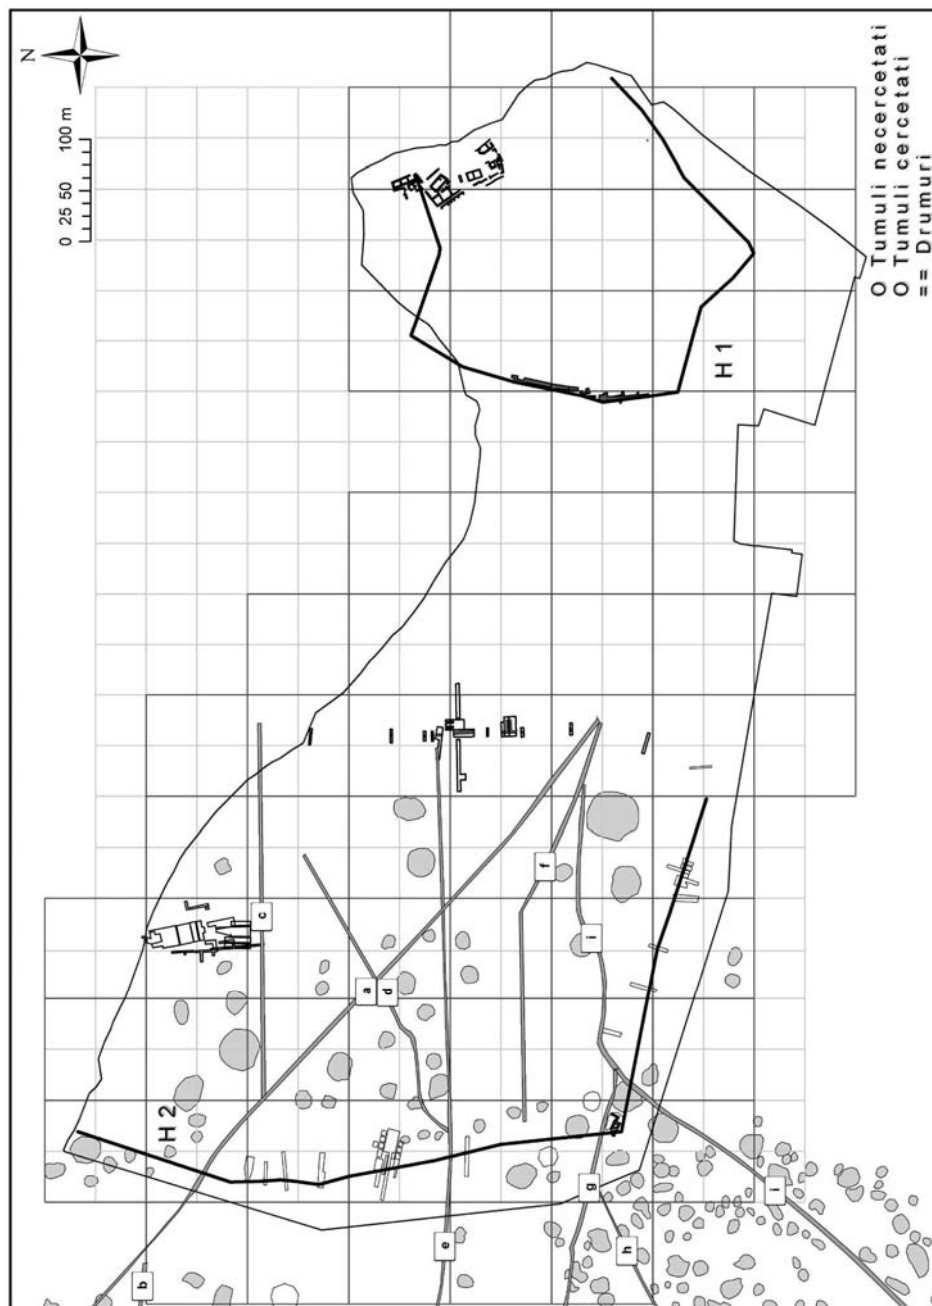 N
0 25 50 100 m
O Tumuli necercetati
O Tumuli cercetati
== Drumuri
H 1
H 2
c
a
d
f
i
b
e
g
h
i